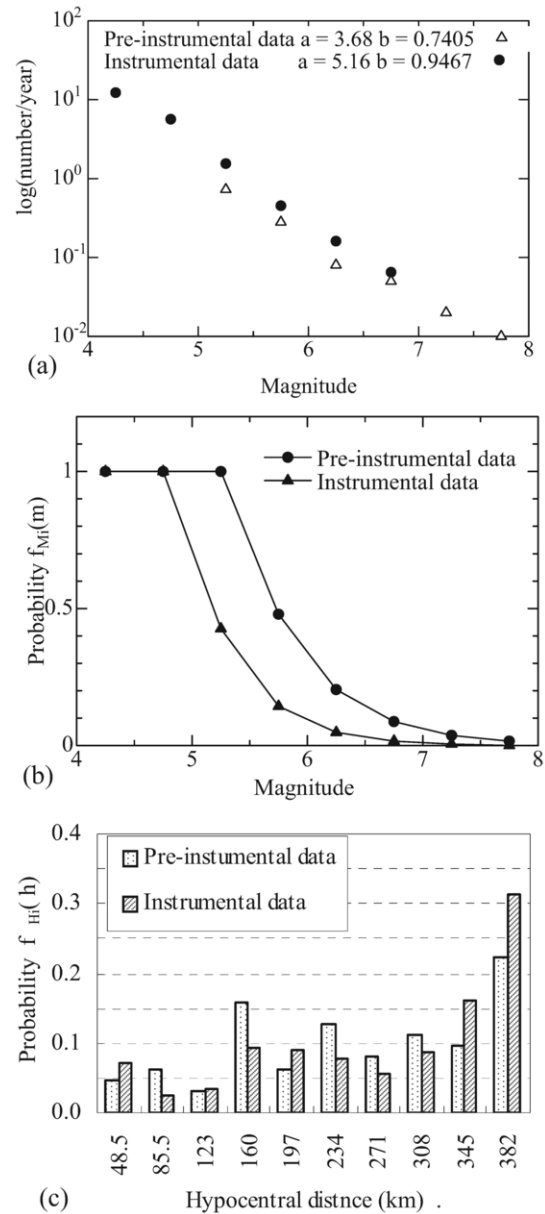 Pre-instrumental data a = 3.68 b = 0.7405
Instrumental data a = 5.16 b = 0.9467
log(number/year)
10^1
10^0
10^-1
10^-2
4 5 6 7 8
Magnitude
(a)
Pre-instrumental data
Instrumental data
Probability f_Mi(m)
1
0.5
0
4 5 6 7 8
Magnitude
(b)
Pre-instumental data
Instrumental data
Probability f_Hi(h)
0.4
0.3
0.2
0.1
0.0
48.5 85.5 123 160 197 234 271 308 345 382
Hypocentral distnce (km) .
(c)